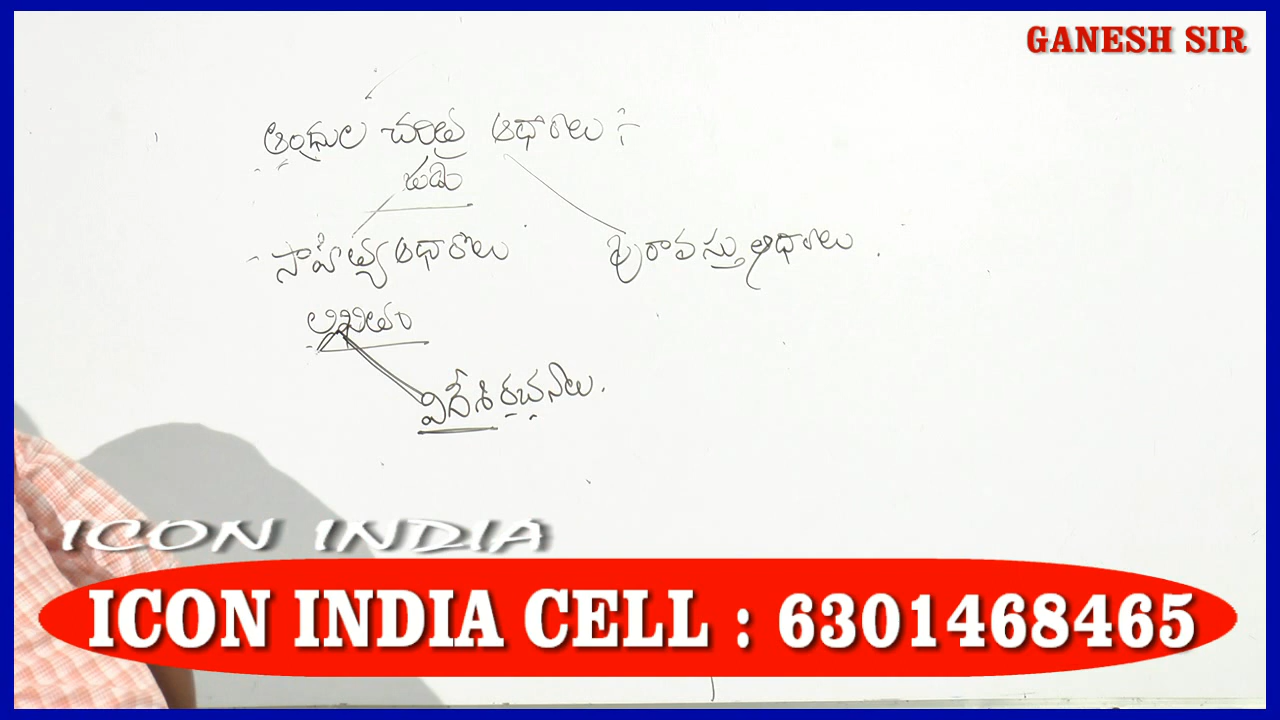 GANESH SIR
ఆంధ్రుల చరిత్ర ఆధారాలు :-
సాహిత్య ఆధారాలు
పురావస్తు ఆధారాలు.
లిఖితం
విదేశి రచనలు.
ICON INDIA
ICON INDIA CELL : 6301468465